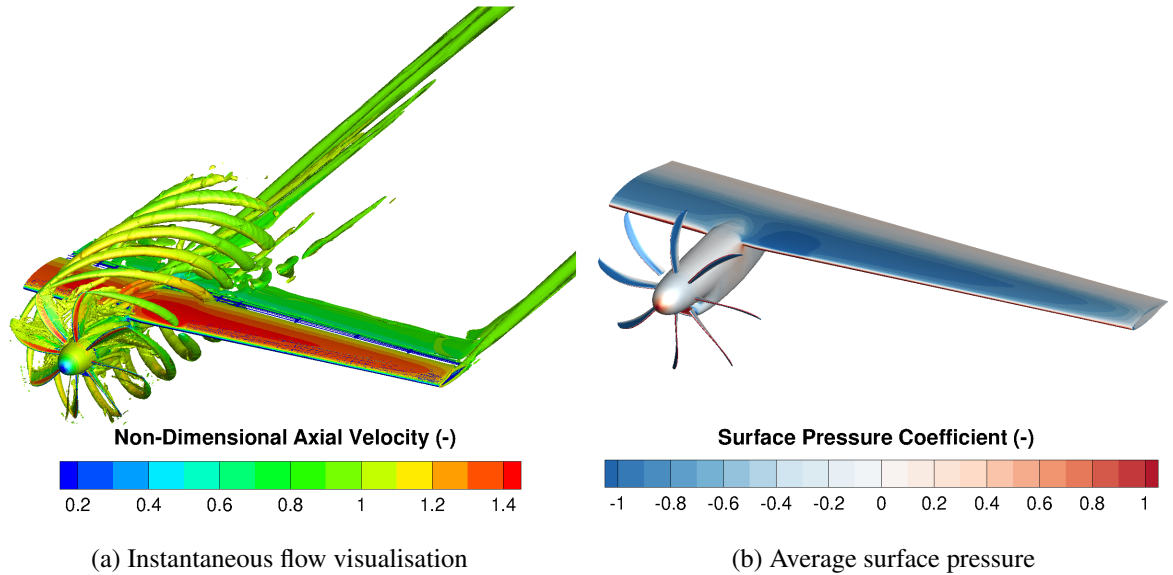 Non-Dimensional Axial Velocity (-)
0.2 0.4 0.6 0.8 1 1.2 1.4
(a) Instantaneous flow visualisation
Surface Pressure Coefficient (-)
-1 -0.8 -0.6 -0.4 -0.2 0 0.2 0.4 0.6 0.8 1
(b) Average surface pressure